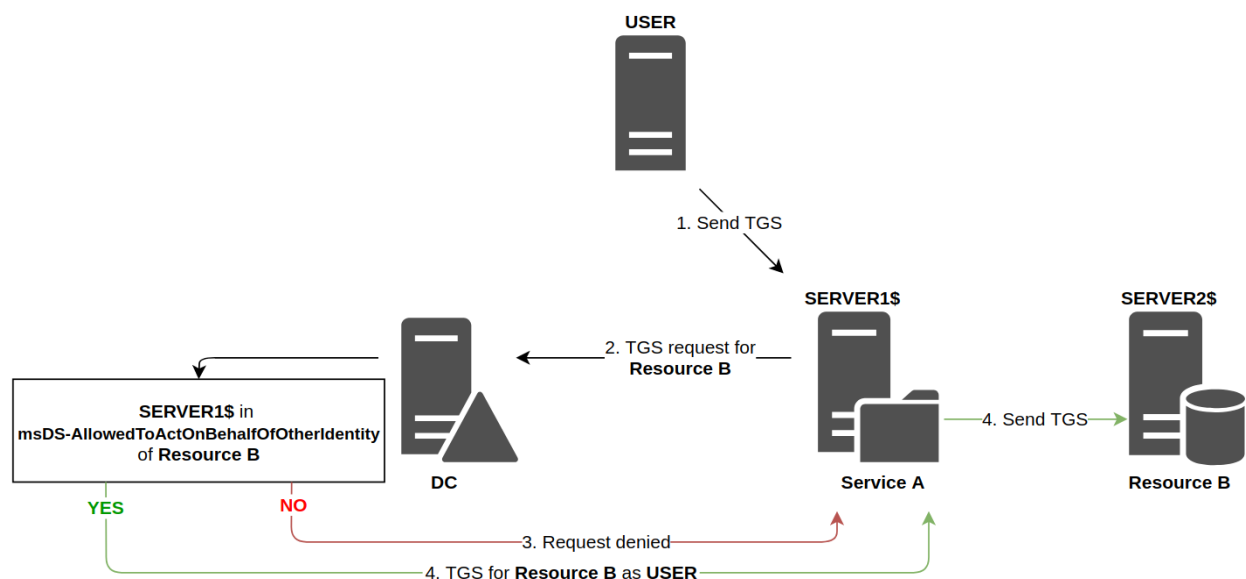 USER
1. Send TGS
SERVER1$
SERVER2$
2. TGS request for
Resource B
SERVER1$ in
msDS-AllowedToActOnBehalfOfOtherIdentity
of Resource B
4. Send TGS
DC
Service A
Resource B
YES
NO
3. Request denied
4. TGS for Resource B as USER